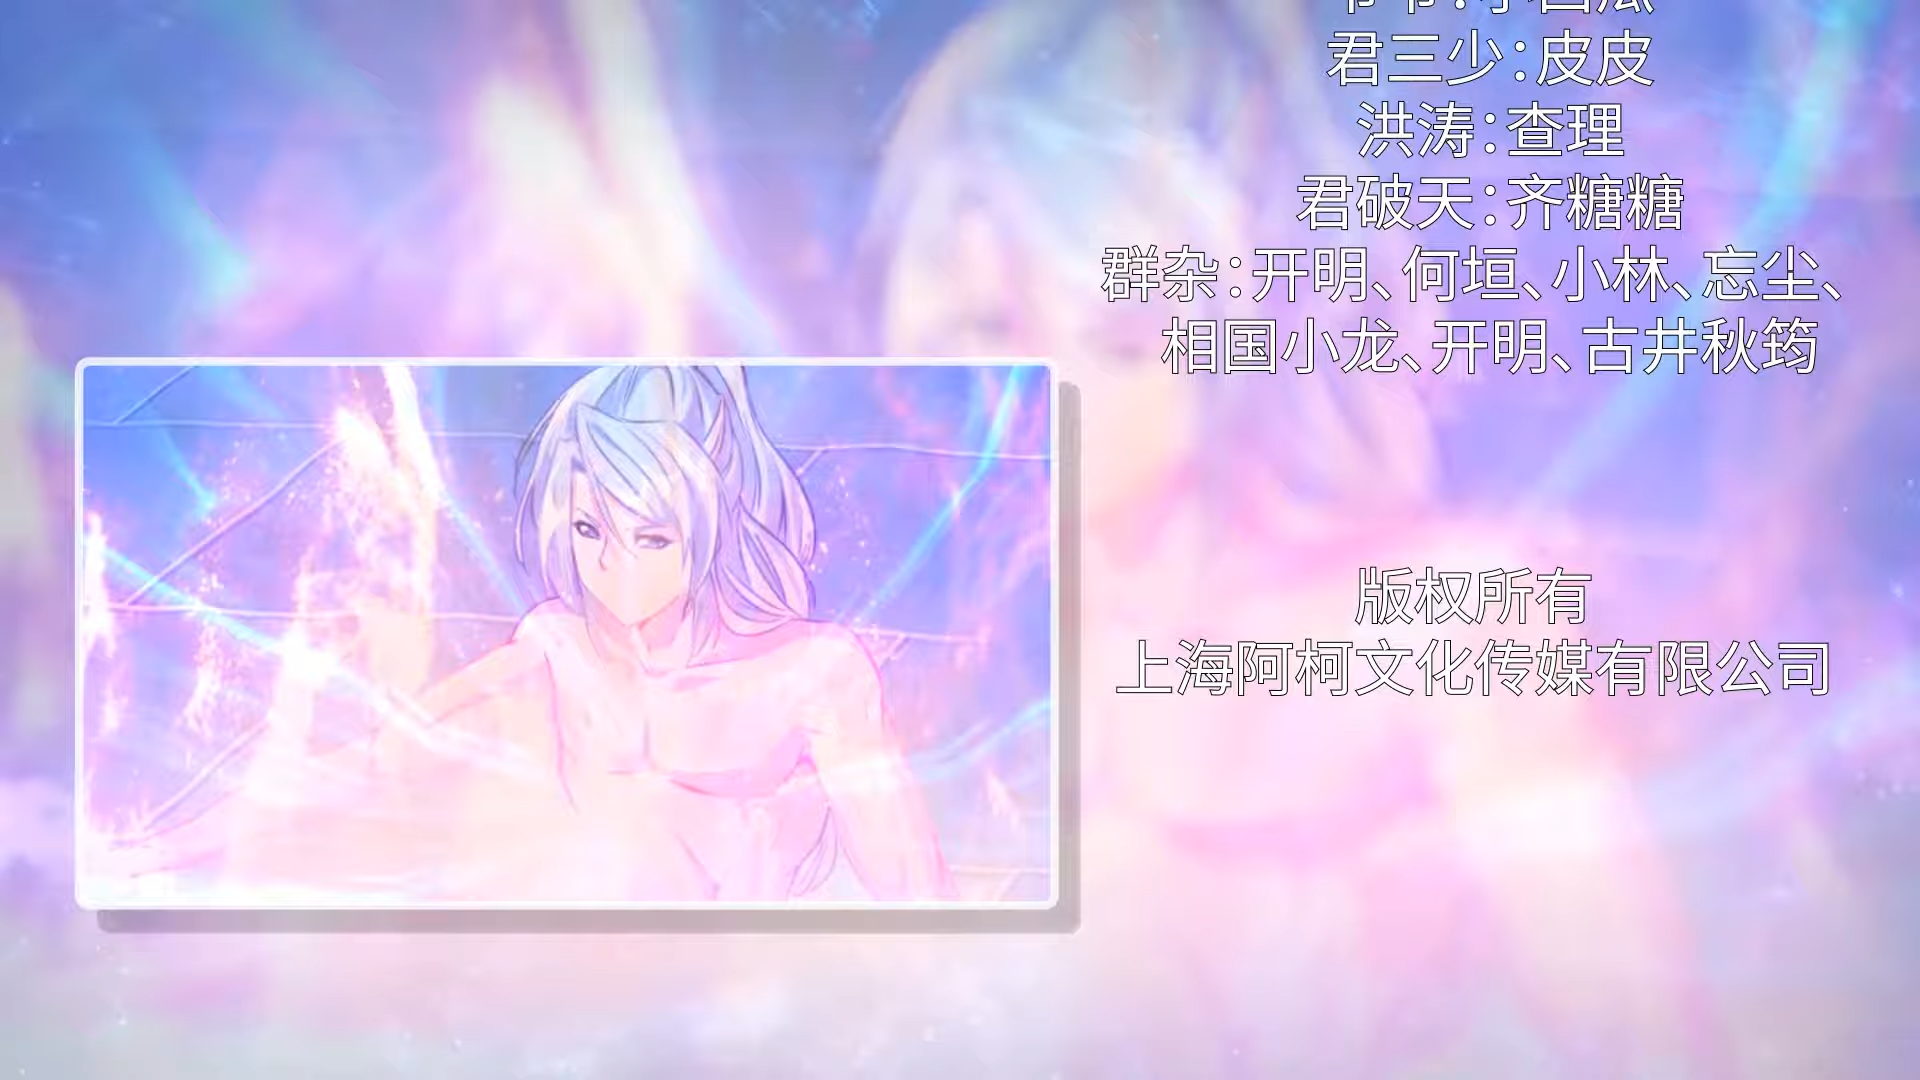 君三少：皮皮
洪涛：查理
君破天：齐糖糖
群杂：开明、何垣、小林、忘尘、
相国小龙、开明、古井秋筠
版权所有
上海阿柯文化传媒有限公司